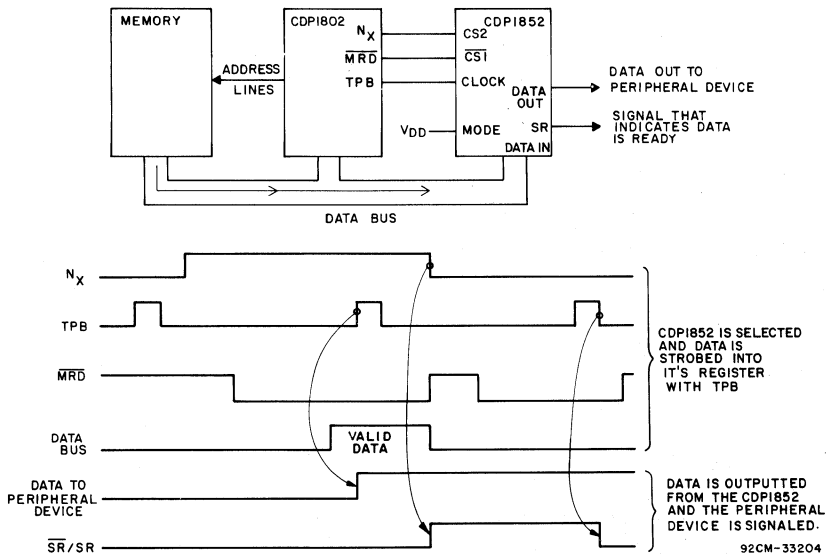 MEMORY
CDP1802
CDP1852
N_X
CS2
MRD
CS1
ADDRESS
LINES
TPB
CLOCK
DATA
OUT
DATA OUT TO
PERIPHERAL DEVICE
V_DD
MODE
SR
SIGNAL THAT
INDICATES DATA
IS READY
DATA IN
DATA BUS
N_X
TPB
MRD
DATA
BUS
VALID
DATA
CDP1852 IS SELECTED
AND DATA IS
STROBED INTO
IT'S REGISTER
WITH TPB
DATA TO
PERIPHERAL
DEVICE
SR/SR
DATA IS OUTPUTTED
FROM THE CDP1852
AND THE PERIPHERAL
DEVICE IS SIGNALED.
92CM-33204